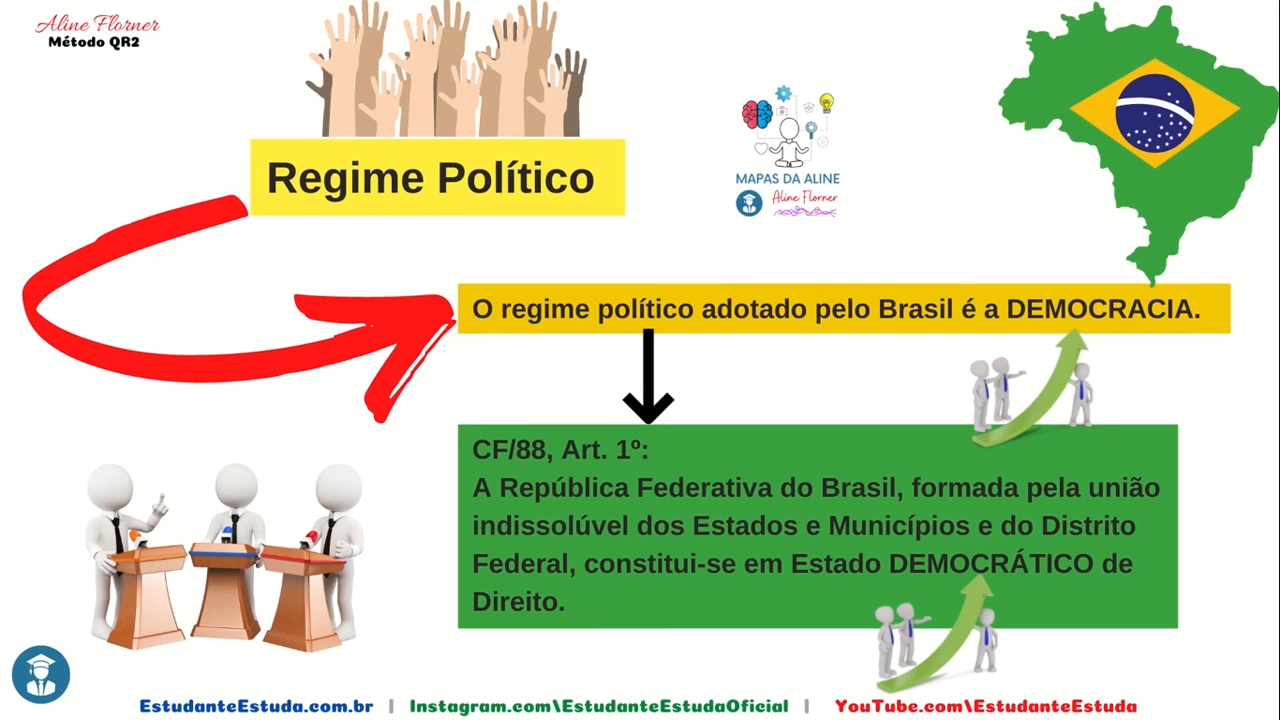 Aline Florner
Método QR2
Regime Político
MAPAS DA ALINE
Aline Florner
O regime político adotado pelo Brasil é a DEMOCRACIA.
CF/88, Art. 1º:
A República Federativa do Brasil, formada pela união
indissolúvel dos Estados e Municípios e do Distrito
Federal, constitui-se em Estado DEMOCRÁTICO de
Direito.
EstudanteEstuda.com.br | Instagram.com\EstudanteEstudaOficial | YouTube.com\EstudanteEstuda